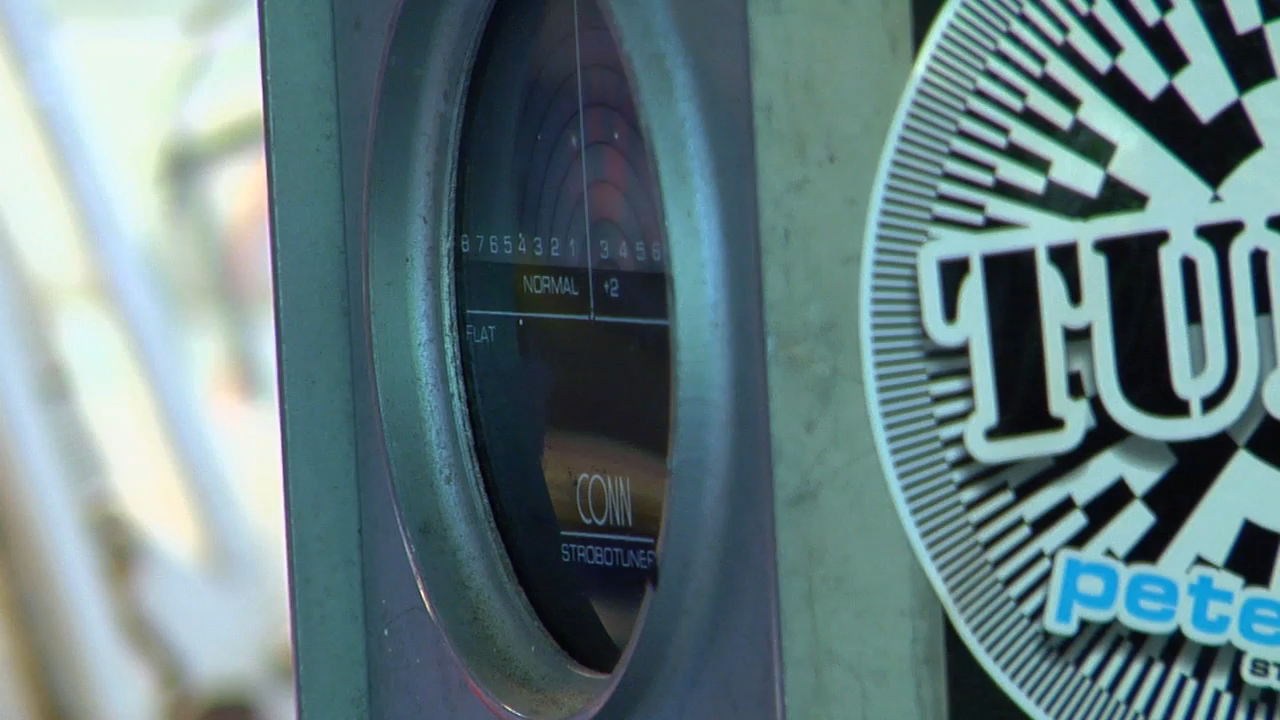 8 7 6 5 4 3 2 1 3 4 5 6
NORMAL +2
FLAT
CONN
STROBOTUNER
TU
pete
ST